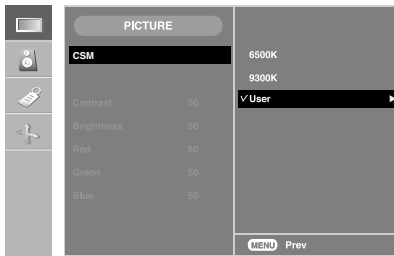 PICTURE
CSM
Contrast 50
Brightness 50
Red 50
Green 50
Blue 50
6500K
9300K
✓ User ▶
MENU Prev